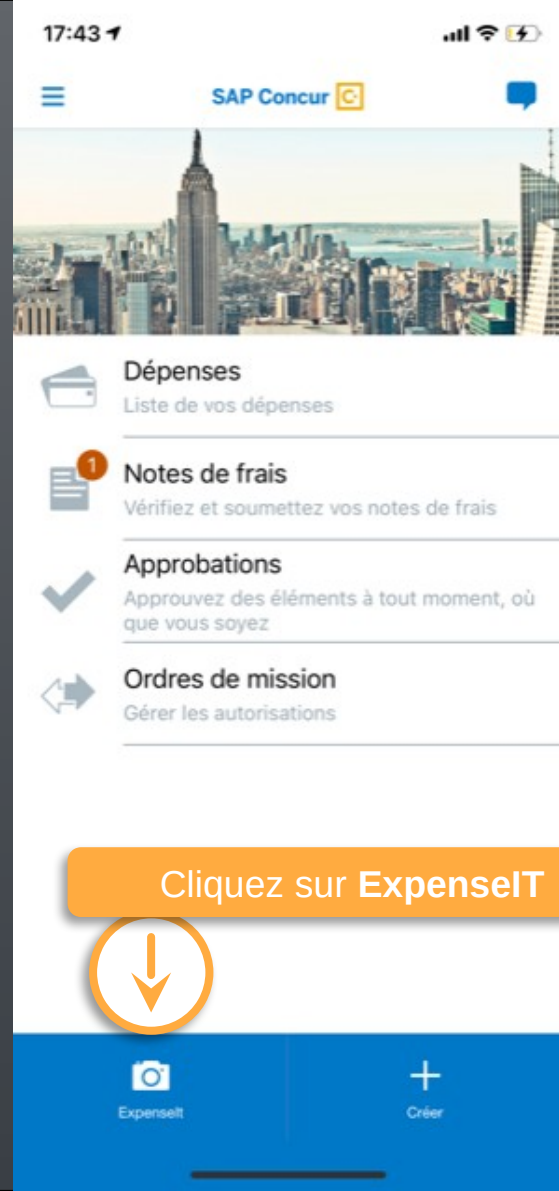 17:43
SAP Concur
Dépenses
Liste de vos dépenses
1
Notes de frais
Vérifiez et soumettez vos notes de frais
Approbations
Approuvez des éléments à tout moment, où
que vous soyez
Ordres de mission
Gérer les autorisations
Cliquez sur ExpenseIT
ExpenseIt
Créer